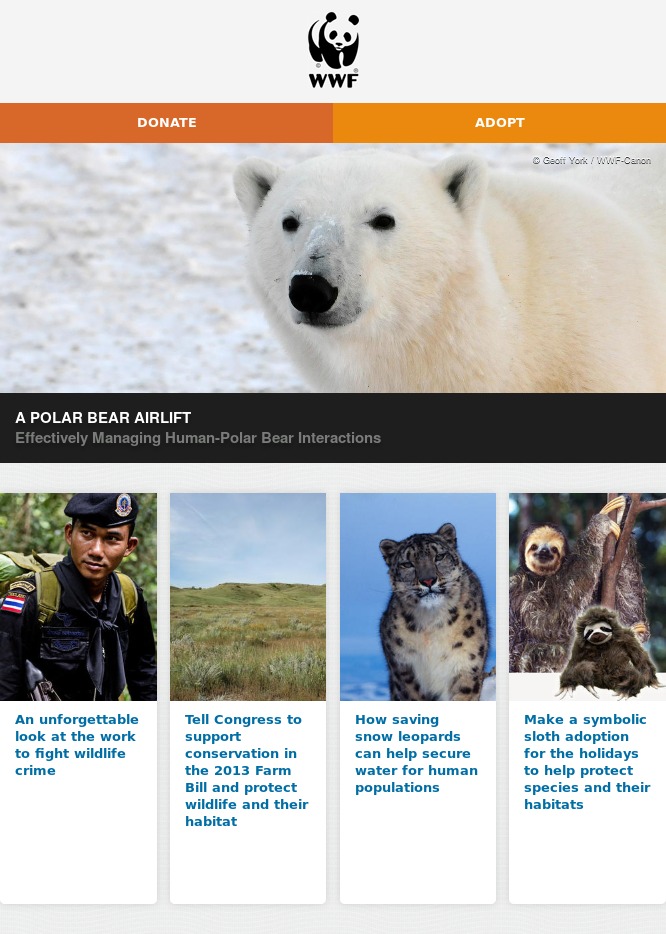 WWF
DONATE
ADOPT
© Geoff York / WWF-Canon
A POLAR BEAR AIRLIFT
Effectively Managing Human-Polar Bear Interactions
An unforgettable
look at the work
to fight wildlife
crime
Tell Congress to
support
conservation in
the 2013 Farm
Bill and protect
wildlife and their
habitat
How saving
snow leopards
can help secure
water for human
populations
Make a symbolic
sloth adoption
for the holidays
to help protect
species and their
habitats